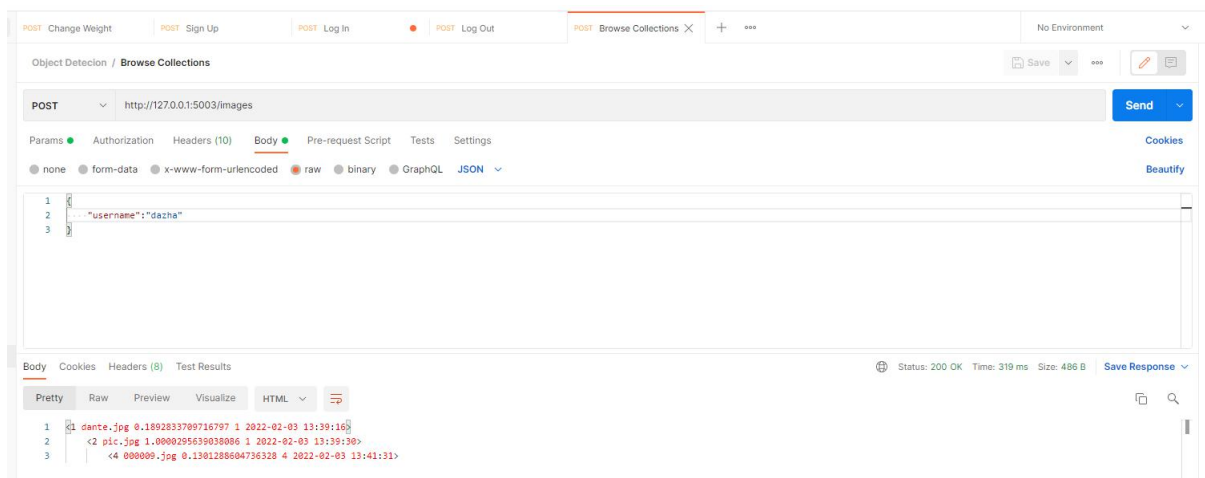 POST Change Weight POST Sign Up POST Log In POST Log Out POST Browse Collections No Environment
Object Detecion / Browse Collections Save
POST http://127.0.0.1:5003/images Send
Params Authorization Headers (10) Body Pre-request Script Tests Settings Cookies
none form-data x-www-form-urlencoded raw binary GraphQL JSON Beautify
1 {
2 "username":"dazha"
3 }
Body Cookies Headers (8) Test Results Status: 200 OK Time: 319 ms Size: 486 B Save Response
Pretty Raw Preview Visualize HTML
1 <1 dante.jpg 0.1892833709716797 1 2022-02-03 13:39:16>
2 <2 pic.jpg 1.0000295639038086 1 2022-02-03 13:39:30>
3 <4 000009.jpg 0.1301288604736328 4 2022-02-03 13:41:31>